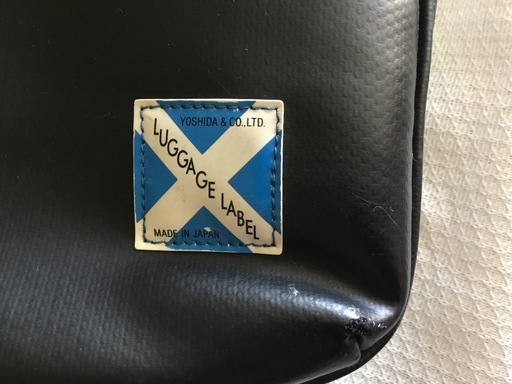 YOSHIDA & CO.,LTD.
LUGGAGE LABEL
MADE IN JAPAN